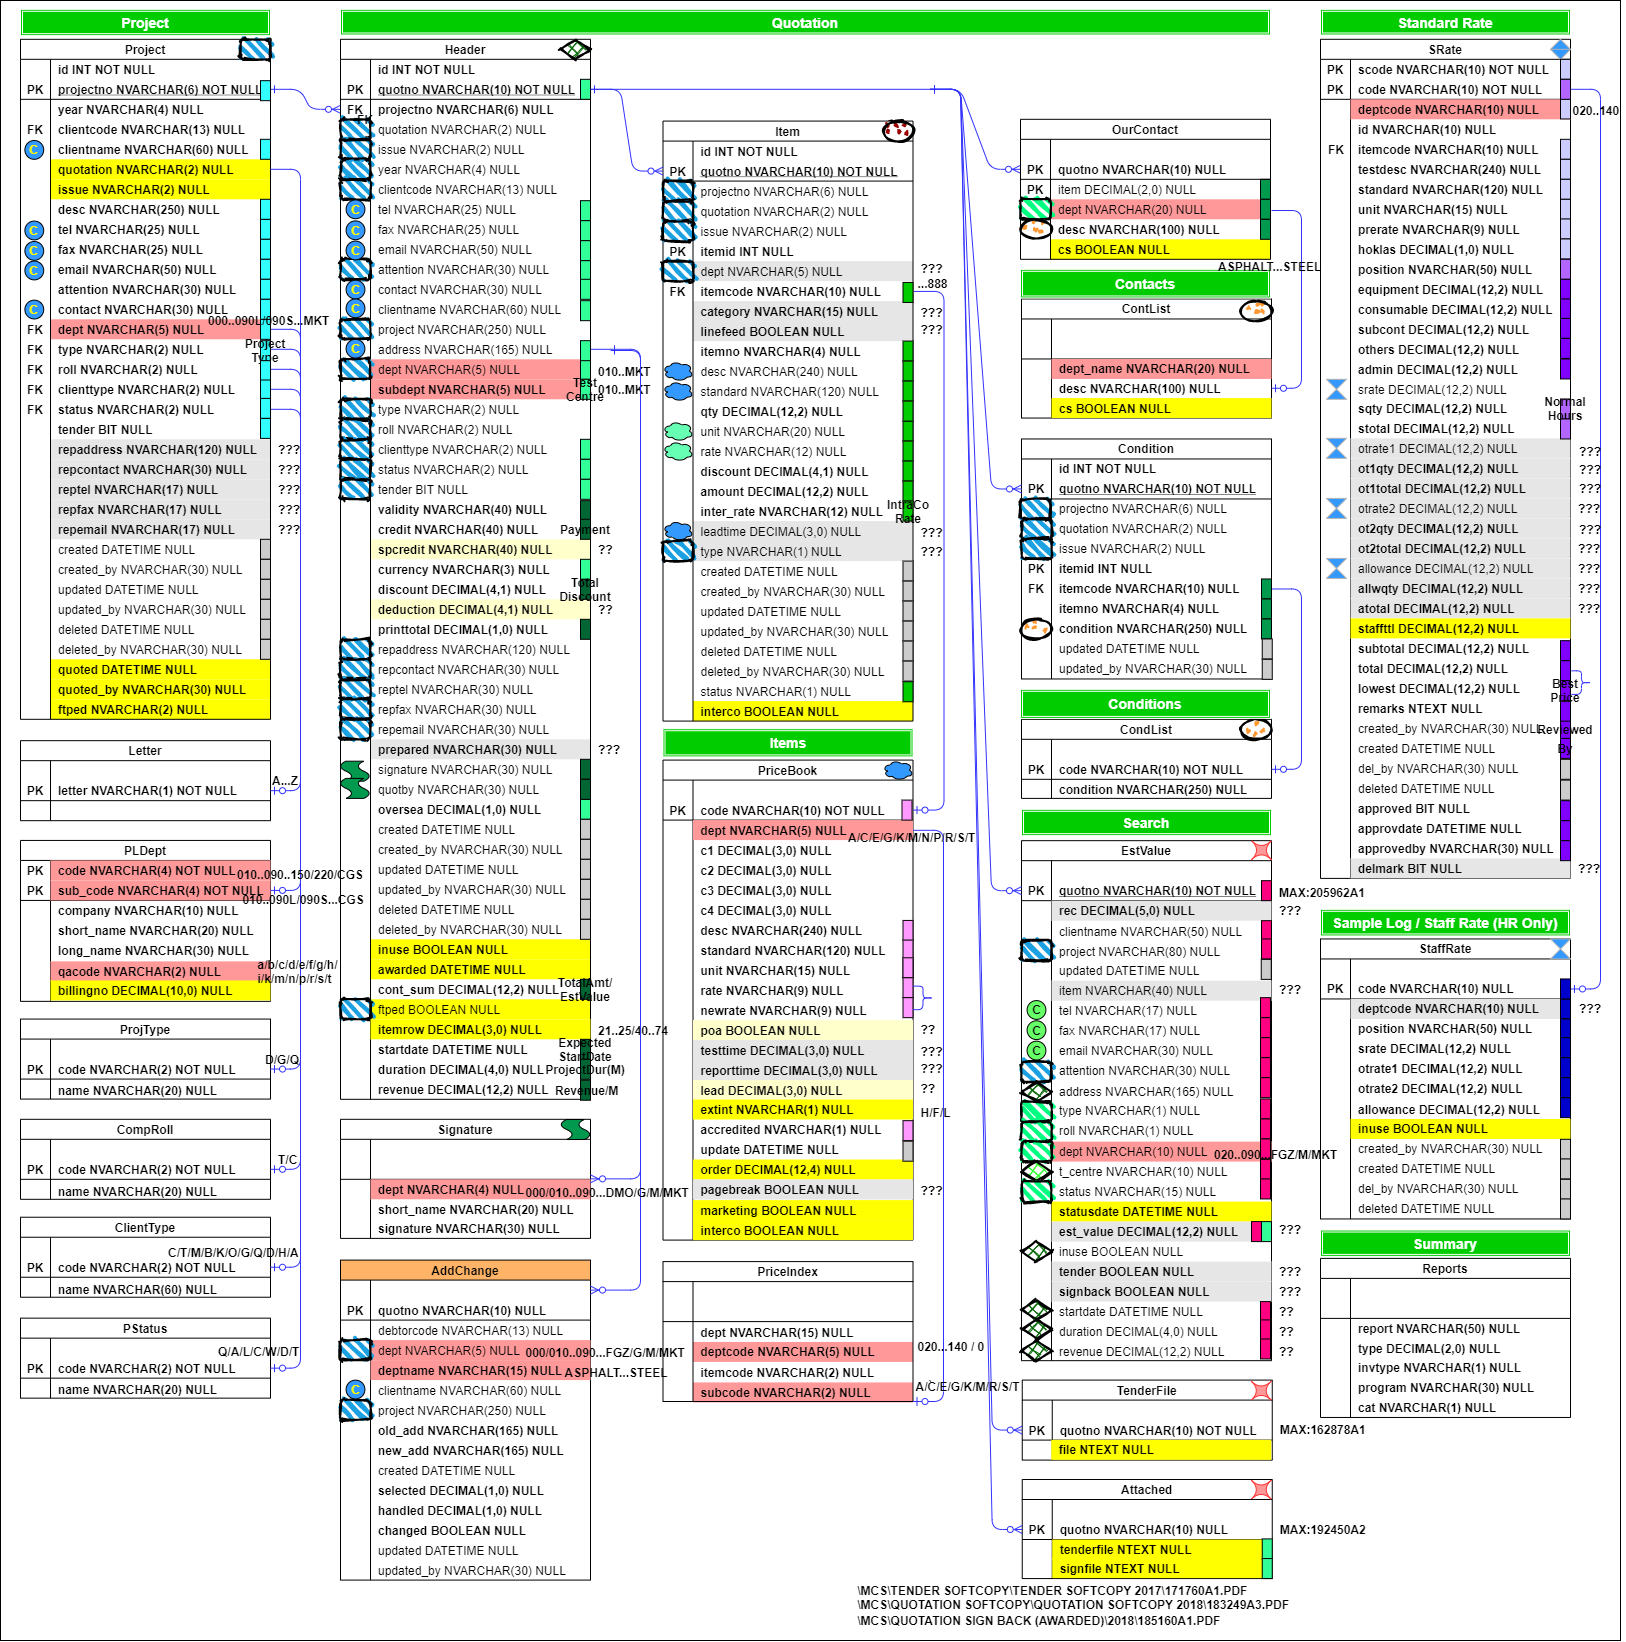 Project
Project
id INT NOT NULL
PK projectno NVARCHAR(6) NOT NULL
year NVARCHAR(4) NULL
FK clientcode NVARCHAR(13) NULL
C clientname NVARCHAR(60) NULL
quotation NVARCHAR(2) NULL
issue NVARCHAR(2) NULL
desc NVARCHAR(250) NULL
C tel NVARCHAR(25) NULL
C fax NVARCHAR(25) NULL
C email NVARCHAR(50) NULL
attention NVARCHAR(30) NULL
C contact NVARCHAR(30) NULL
FK dept NVARCHAR(5) NULL 000..090L/090S...MKT
FK type NVARCHAR(2) NULL Project Type
FK roll NVARCHAR(2) NULL
FK clienttype NVARCHAR(2) NULL
FK status NVARCHAR(2) NULL
tender BIT NULL
repaddress NVARCHAR(120) NULL ???
repcontact NVARCHAR(30) NULL ???
reptel NVARCHAR(17) NULL ???
repfax NVARCHAR(17) NULL ???
repemail NVARCHAR(17) NULL ???
created DATETIME NULL
created_by NVARCHAR(30) NULL
updated DATETIME NULL
updated_by NVARCHAR(30) NULL
deleted DATETIME NULL
deleted_by NVARCHAR(30) NULL
quoted DATETIME NULL
quoted_by NVARCHAR(30) NULL
ftped NVARCHAR(2) NULL
Letter
A...Z
PK letter NVARCHAR(1) NOT NULL
PLDept
PK code NVARCHAR(4) NOT NULL 010..090..150/220/CGS
PK sub_code NVARCHAR(4) NOT NULL 010..090L/090S...CGS
company NVARCHAR(10) NULL
short_name NVARCHAR(20) NULL
long_name NVARCHAR(30) NULL
qacode NVARCHAR(2) NULL a/b/c/d/e/f/g/h/
i/k/m/n/p/r/s/t
billingno DECIMAL(10,0) NULL
ProjType
D/G/Q
PK code NVARCHAR(2) NOT NULL
name NVARCHAR(20) NULL
CompRoll
T/C
PK code NVARCHAR(2) NOT NULL
name NVARCHAR(20) NULL
ClientType
C/T/M/B/K/O/G/Q/D/H/A
PK code NVARCHAR(2) NOT NULL
name NVARCHAR(60) NULL
PStatus
Q/A/L/C/W/D/T
PK code NVARCHAR(2) NOT NULL
name NVARCHAR(20) NULL
Quotation
Header
id INT NOT NULL
PK quotno NVARCHAR(10) NOT NULL
FK projectno NVARCHAR(6) NULL
FK
quotation NVARCHAR(2) NULL
issue NVARCHAR(2) NULL
year NVARCHAR(4) NULL
clientcode NVARCHAR(13) NULL
C tel NVARCHAR(25) NULL
C fax NVARCHAR(25) NULL
C email NVARCHAR(50) NULL
attention NVARCHAR(30) NULL
C contact NVARCHAR(30) NULL
C clientname NVARCHAR(60) NULL
project NVARCHAR(250) NULL
C address NVARCHAR(165) NULL
dept NVARCHAR(5) NULL 010..MKT
subdept NVARCHAR(5) NULL Test Centre 010..MKT
type NVARCHAR(2) NULL
roll NVARCHAR(2) NULL
clienttype NVARCHAR(2) NULL
status NVARCHAR(2) NULL
tender BIT NULL
validity NVARCHAR(40) NULL
credit NVARCHAR(40) NULL Payment
spcredit NVARCHAR(40) NULL ??
currency NVARCHAR(3) NULL
discount DECIMAL(4,1) NULL Total Discount
deduction DECIMAL(4,1) NULL ??
printtotal DECIMAL(1,0) NULL
repaddress NVARCHAR(120) NULL
repcontact NVARCHAR(30) NULL
reptel NVARCHAR(30) NULL
repfax NVARCHAR(30) NULL
repemail NVARCHAR(30) NULL
prepared NVARCHAR(30) NULL ???
signature NVARCHAR(30) NULL
quotby NVARCHAR(30) NULL
oversea DECIMAL(1,0) NULL
created DATETIME NULL
created_by NVARCHAR(30) NULL
updated DATETIME NULL
updated_by NVARCHAR(30) NULL
deleted DATETIME NULL
deleted_by NVARCHAR(30) NULL
inuse BOOLEAN NULL
awarded DATETIME NULL
cont_sum DECIMAL(12,2) NULL TotalAmt/ EstValue
ftped BOOLEAN NULL
itemrow DECIMAL(3,0) NULL 21..25/40..74
startdate DATETIME NULL Expected StartDate
duration DECIMAL(4,0) NULL ProjectDur(M)
revenue DECIMAL(12,2) NULL Revenue/M
Signature
dept NVARCHAR(4) NULL 000/010..090...DMO/G/M/MKT
short_name NVARCHAR(20) NULL
signature NVARCHAR(30) NULL
AddChange
PK quotno NVARCHAR(10) NULL
debtorcode NVARCHAR(13) NULL
dept NVARCHAR(5) NULL 000/010..090...FGZ/G/M/MKT
deptname NVARCHAR(15) NULL ASPHALT...STEEL
C clientname NVARCHAR(60) NULL
project NVARCHAR(250) NULL
old_add NVARCHAR(165) NULL
new_add NVARCHAR(165) NULL
created DATETIME NULL
selected DECIMAL(1,0) NULL
handled DECIMAL(1,0) NULL
changed BOOLEAN NULL
updated DATETIME NULL
updated_by NVARCHAR(30) NULL
Item
id INT NOT NULL
PK quotno NVARCHAR(10) NOT NULL
projectno NVARCHAR(6) NULL
quotation NVARCHAR(2) NULL
issue NVARCHAR(2) NULL
PK itemid INT NULL
dept NVARCHAR(5) NULL ???
FK itemcode NVARCHAR(10) NULL ...888
category NVARCHAR(15) NULL ???
linefeed BOOLEAN NULL ???
itemno NVARCHAR(4) NULL
desc NVARCHAR(240) NULL
standard NVARCHAR(120) NULL
qty DECIMAL(12,2) NULL
unit NVARCHAR(20) NULL
rate NVARCHAR(12) NULL
discount DECIMAL(4,1) NULL
amount DECIMAL(12,2) NULL
inter_rate NVARCHAR(12) NULL IntraCo Rate
leadtime DECIMAL(3,0) NULL ???
type NVARCHAR(1) NULL ???
created DATETIME NULL
created_by NVARCHAR(30) NULL
updated DATETIME NULL
updated_by NVARCHAR(30) NULL
deleted DATETIME NULL
deleted_by NVARCHAR(30) NULL
status NVARCHAR(1) NULL
interco BOOLEAN NULL
Items
PriceBook
PK code NVARCHAR(10) NOT NULL
dept NVARCHAR(5) NULL A/C/E/G/K/M/N/P/R/S/T
c1 DECIMAL(3,0) NULL
c2 DECIMAL(3,0) NULL
c3 DECIMAL(3,0) NULL
c4 DECIMAL(3,0) NULL
desc NVARCHAR(240) NULL
standard NVARCHAR(120) NULL
unit NVARCHAR(15) NULL
rate NVARCHAR(9) NULL
newrate NVARCHAR(9) NULL
poa BOOLEAN NULL ??
testtime DECIMAL(3,0) NULL ???
reporttime DECIMAL(3,0) NULL ???
lead DECIMAL(3,0) NULL ??
extint NVARCHAR(1) NULL H/F/L
accredited NVARCHAR(1) NULL
update DATETIME NULL
order DECIMAL(12,4) NULL
pagebreak BOOLEAN NULL ???
marketing BOOLEAN NULL
interco BOOLEAN NULL
PriceIndex
dept NVARCHAR(15) NULL
deptcode NVARCHAR(5) NULL 020...140 / 0
itemcode NVARCHAR(2) NULL
subcode NVARCHAR(2) NULL A/C/E/G/K/M/R/S/T
OurContact
PK quotno NVARCHAR(10) NULL
PK item DECIMAL(2,0) NULL
dept NVARCHAR(20) NULL
desc NVARCHAR(100) NULL
cs BOOLEAN NULL
ASPHALT...STEEL
Contacts
ContList
dept_name NVARCHAR(20) NULL
desc NVARCHAR(100) NULL
cs BOOLEAN NULL
Condition
id INT NOT NULL
PK quotno NVARCHAR(10) NOT NULL
projectno NVARCHAR(6) NULL
quotation NVARCHAR(2) NULL
issue NVARCHAR(2) NULL
PK itemid INT NULL
FK itemcode NVARCHAR(10) NULL
itemno NVARCHAR(4) NULL
condition NVARCHAR(250) NULL
updated DATETIME NULL
updated_by NVARCHAR(30) NULL
Conditions
CondList
PK code NVARCHAR(10) NOT NULL
condition NVARCHAR(250) NULL
Search
EstValue
PK quotno NVARCHAR(10) NOT NULL MAX:205962A1
rec DECIMAL(5,0) NULL ???
clientname NVARCHAR(50) NULL
project NVARCHAR(80) NULL
updated DATETIME NULL
item NVARCHAR(40) NULL ???
C tel NVARCHAR(17) NULL
C fax NVARCHAR(17) NULL
C email NVARCHAR(30) NULL
attention NVARCHAR(30) NULL
address NVARCHAR(165) NULL
type NVARCHAR(1) NULL
roll NVARCHAR(1) NULL
dept NVARCHAR(10) NULL 020..090...FGZ/M/MKT
t_centre NVARCHAR(10) NULL
status NVARCHAR(15) NULL
statusdate DATETIME NULL
est_value DECIMAL(12,2) NULL ???
inuse BOOLEAN NULL
tender BOOLEAN NULL ???
signback BOOLEAN NULL ???
startdate DATETIME NULL ??
duration DECIMAL(4,0) NULL ??
revenue DECIMAL(12,2) NULL ??
TenderFile
PK quotno NVARCHAR(10) NOT NULL MAX:162878A1
file NTEXT NULL
Attached
PK quotno NVARCHAR(10) NULL MAX:192450A2
tenderfile NTEXT NULL
signfile NTEXT NULL
\MCS\TENDER SOFTCOPY\TENDER SOFTCOPY 2017\171760A1.PDF
\MCS\QUOTATION SOFTCOPY\QUOTATION SOFTCOPY 2018\183249A3.PDF
\MCS\QUOTATION SIGN BACK (AWARDED)\2018\185160A1.PDF
Standard Rate
SRate
PK scode NVARCHAR(10) NOT NULL
PK code NVARCHAR(10) NOT NULL
deptcode NVARCHAR(10) NULL 020..140
id NVARCHAR(10) NULL
FK itemcode NVARCHAR(10) NULL
testdesc NVARCHAR(240) NULL
standard NVARCHAR(120) NULL
unit NVARCHAR(15) NULL
prerate NVARCHAR(9) NULL
hoklas DECIMAL(1,0) NULL
position NVARCHAR(50) NULL
equipment DECIMAL(12,2) NULL
consumable DECIMAL(12,2) NULL
subcont DECIMAL(12,2) NULL
others DECIMAL(12,2) NULL
admin DECIMAL(12,2) NULL
srate DECIMAL(12,2) NULL
sqty DECIMAL(12,2) NULL Normal Hours
stotal DECIMAL(12,2) NULL
otrate1 DECIMAL(12,2) NULL ???
ot1qty DECIMAL(12,2) NULL ???
ot1total DECIMAL(12,2) NULL ???
otrate2 DECIMAL(12,2) NULL ???
ot2qty DECIMAL(12,2) NULL ???
ot2total DECIMAL(12,2) NULL ???
allowance DECIMAL(12,2) NULL ???
allwqty DECIMAL(12,2) NULL ???
atotal DECIMAL(12,2) NULL ???
staffttl DECIMAL(12,2) NULL
subtotal DECIMAL(12,2) NULL
total DECIMAL(12,2) NULL
lowest DECIMAL(12,2) NULL Best Price
remarks NTEXT NULL
created_by NVARCHAR(30) NULL Reviewed By
created DATETIME NULL
del_by NVARCHAR(30) NULL
deleted DATETIME NULL
approved BIT NULL
approvdate DATETIME NULL
approvedby NVARCHAR(30) NULL
delmark BIT NULL ???
Sample Log / Staff Rate (HR Only)
StaffRate
PK code NVARCHAR(10) NULL
deptcode NVARCHAR(10) NULL ???
position NVARCHAR(50) NULL
srate DECIMAL(12,2) NULL
otrate1 DECIMAL(12,2) NULL
otrate2 DECIMAL(12,2) NULL
allowance DECIMAL(12,2) NULL
inuse BOOLEAN NULL
created_by NVARCHAR(30) NULL
created DATETIME NULL
del_by NVARCHAR(30) NULL
deleted DATETIME NULL
Summary
Reports
report NVARCHAR(50) NULL
type DECIMAL(2,0) NULL
invtype NVARCHAR(1) NULL
program NVARCHAR(30) NULL
cat NVARCHAR(1) NULL